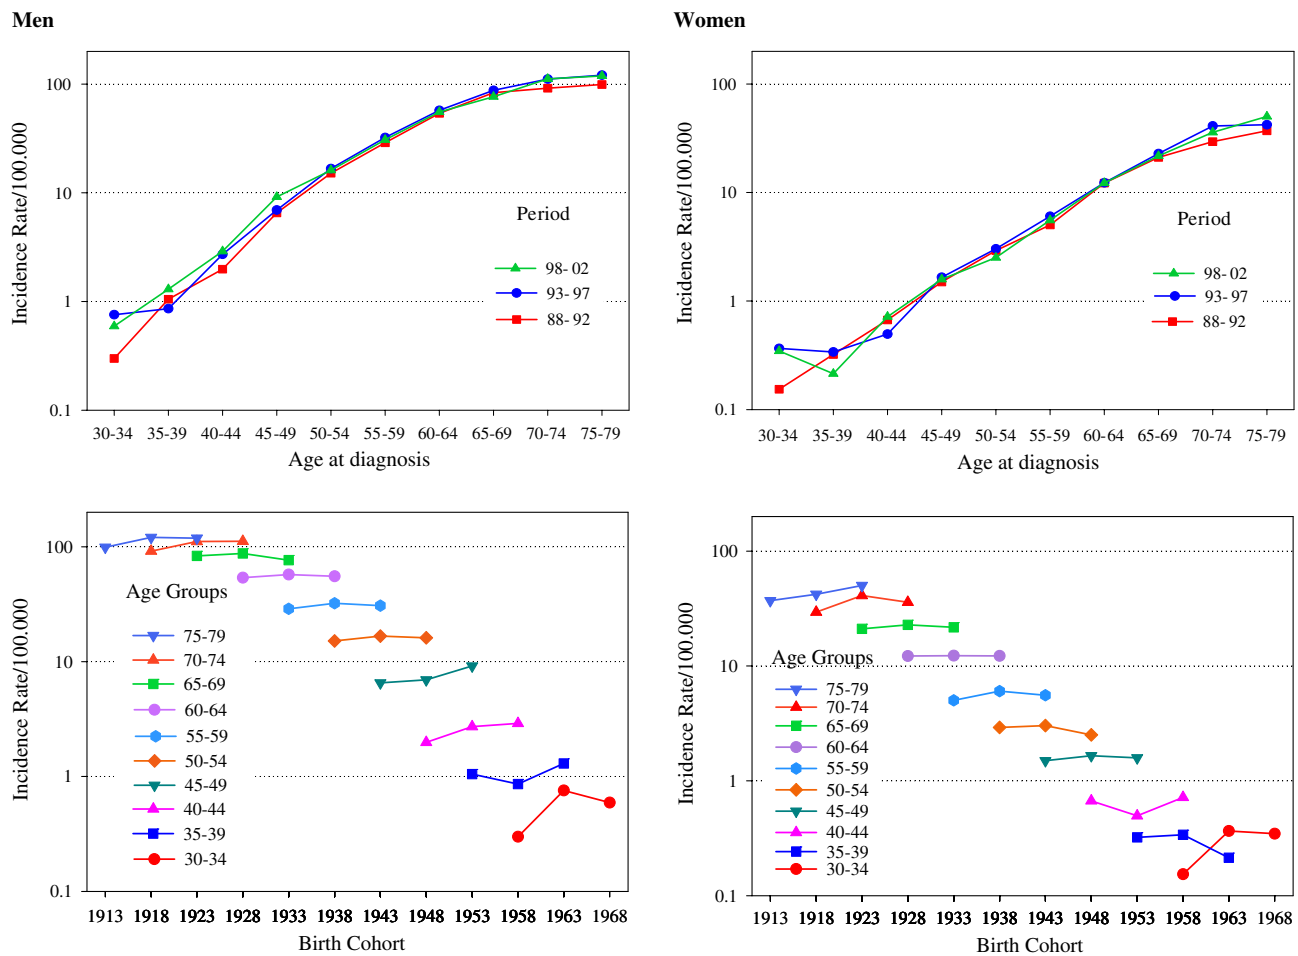 Men
Women
Incidence Rate/100.000
100
10
1
0.1
Period
98- 02
93- 97
88- 92
30-34 35-39 40-44 45-49 50-54 55-59 60-64 65-69 70-74 75-79
Age at diagnosis
Incidence Rate/100.000
100
10
1
0.1
Period
98- 02
93- 97
88- 92
30-34 35-39 40-44 45-49 50-54 55-59 60-64 65-69 70-74 75-79
Age at diagnosis
Incidence Rate/100.000
100
10
1
0.1
Age Groups
75-79
70-74
65-69
60-64
55-59
50-54
45-49
40-44
35-39
30-34
1913 1918 1923 1928 1933 1938 1943 1948 1953 1958 1963 1968
Birth Cohort
Incidence Rate/100.000
100
10
1
0.1
Age Groups
75-79
70-74
65-69
60-64
55-59
50-54
45-49
40-44
35-39
30-34
1913 1918 1923 1928 1933 1938 1943 1948 1953 1958 1963 1968
Birth Cohort